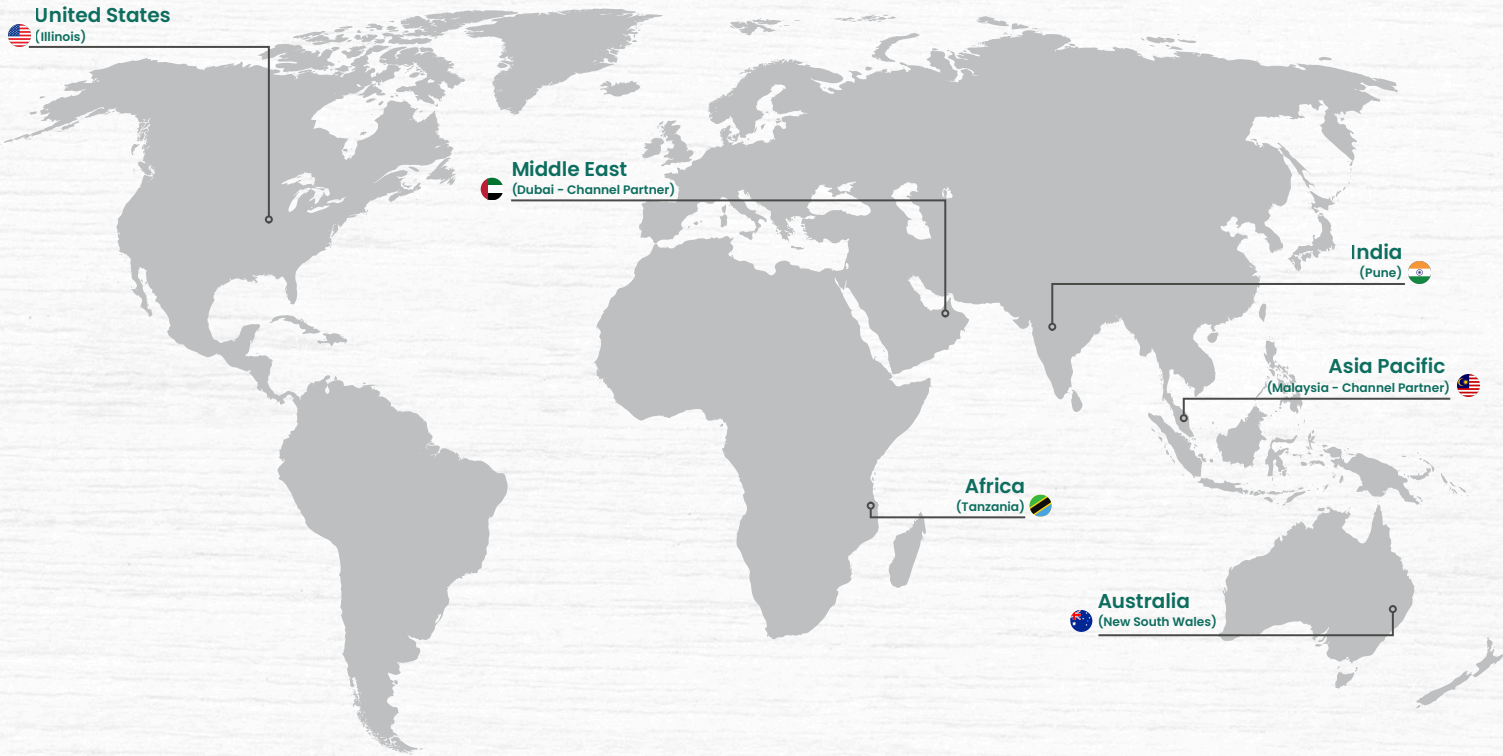 United States
(Illinois)
Middle East
(Dubai - Channel Partner)
India
(Pune)
Asia Pacific
(Malaysia - Channel Partner)
Africa
(Tanzania)
Australia
(New South Wales)